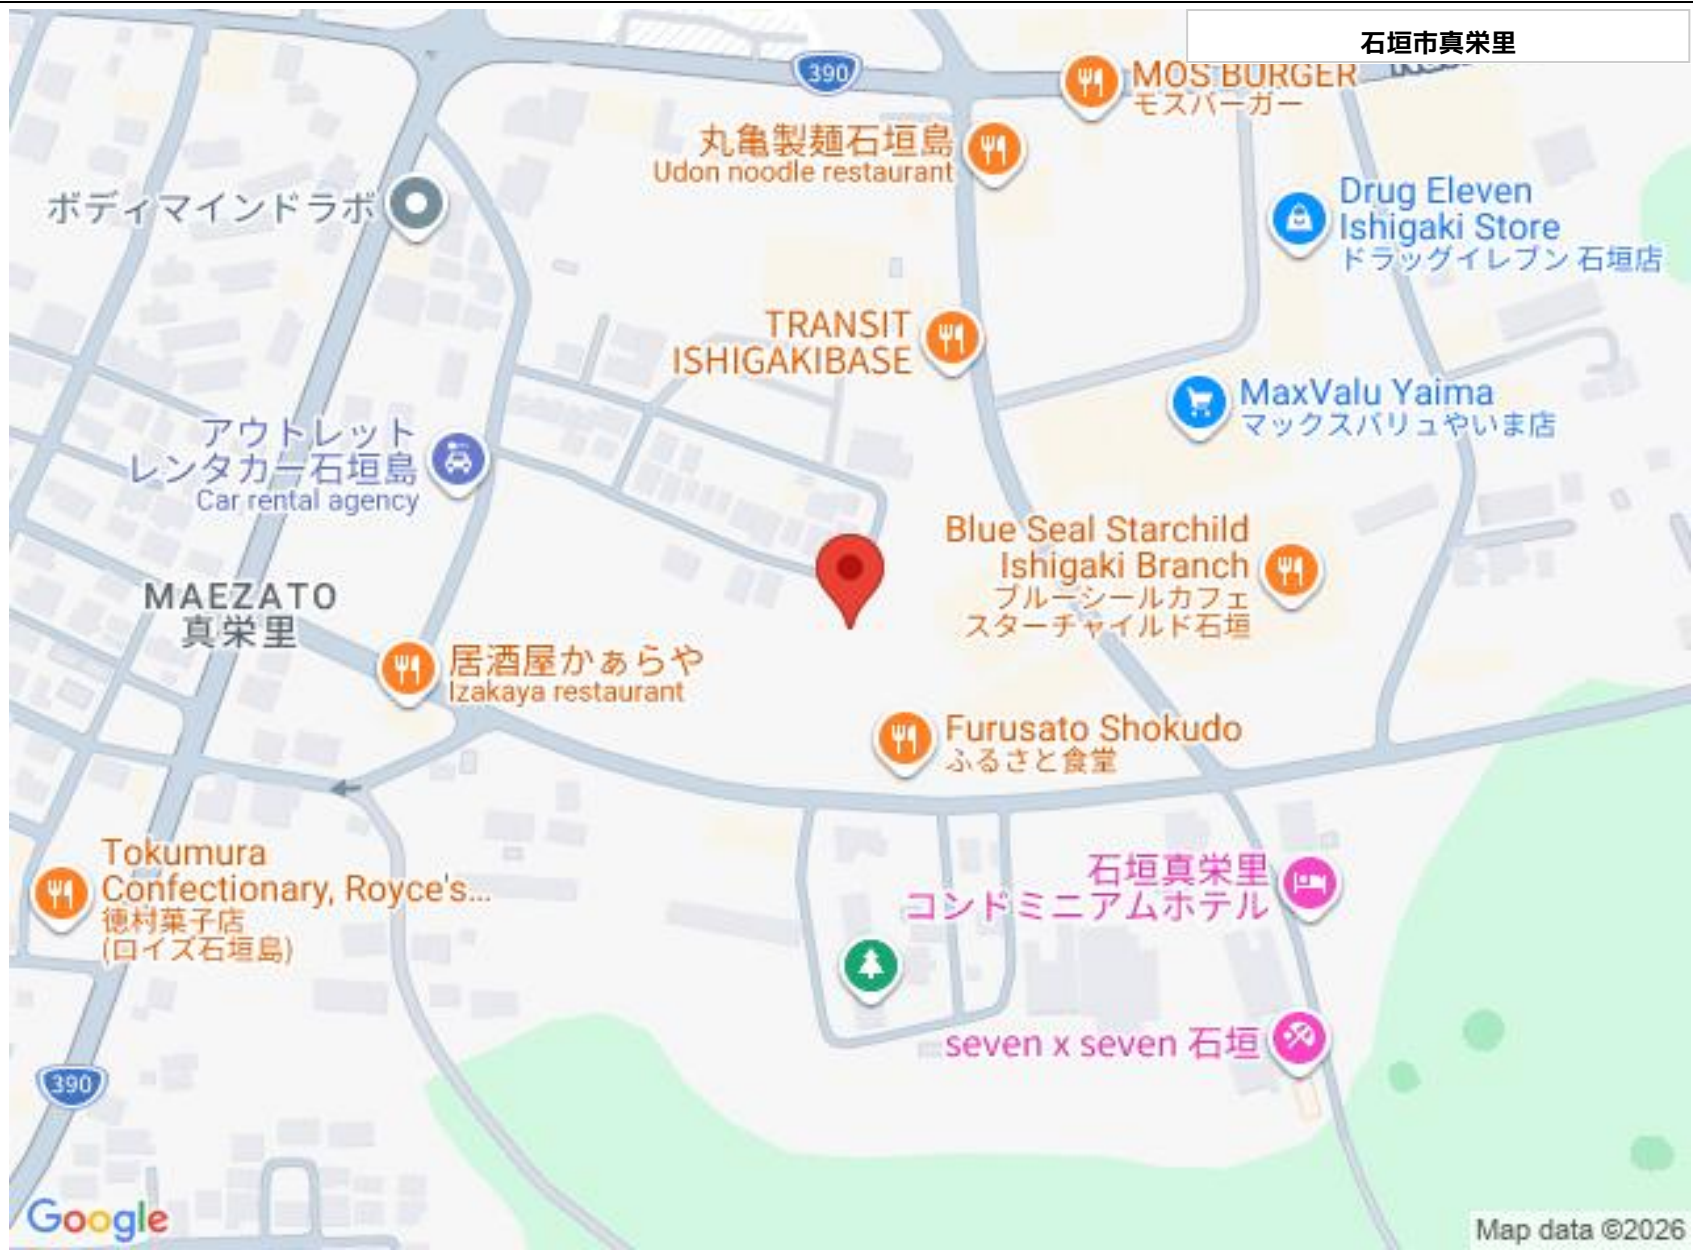 石垣市真栄里
390
MOS BURGER
モスバーガー
丸亀製麺石垣島
Udon noodle restaurant
ボディマインドラボ
Drug Eleven
Ishigaki Store
ドラッグイレブン 石垣店
TRANSIT
ISHIGAKIBASE
MaxValu Yaima
マックスバリュやいま店
アウトレット
レンタカー石垣島
Car rental agency
Blue Seal Starchild
Ishigaki Branch
ブルーシールカフェ
スターチャイルド石垣
MAEZATO
真栄里
居酒屋かぁらや
Izakaya restaurant
Furusato Shokudo
ふるさと食堂
Tokumura
Confectionary, Royce's...
徳村菓子店
(ロイズ石垣島)
石垣真栄里
コンドミニアムホテル
seven x seven 石垣
390
Google
Map data ©2026